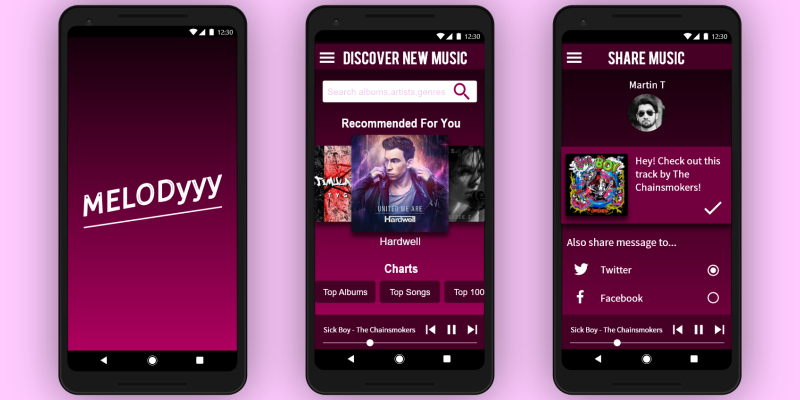 12:30
MELODyyy
12:30
DISCOVER NEW MUSIC
Search albums,artists,genres
Recommended For You
UNITED WE ARE
Hardwell
Hardwell
Charts
Top Albums
Top Songs
Top 100
Sick Boy - The Chainsmokers
12:30
SHARE MUSIC
Martin T
Hey! Check out this
track by The
Chainsmokers!
Also share message to...
Twitter
Facebook
Sick Boy - The Chainsmokers